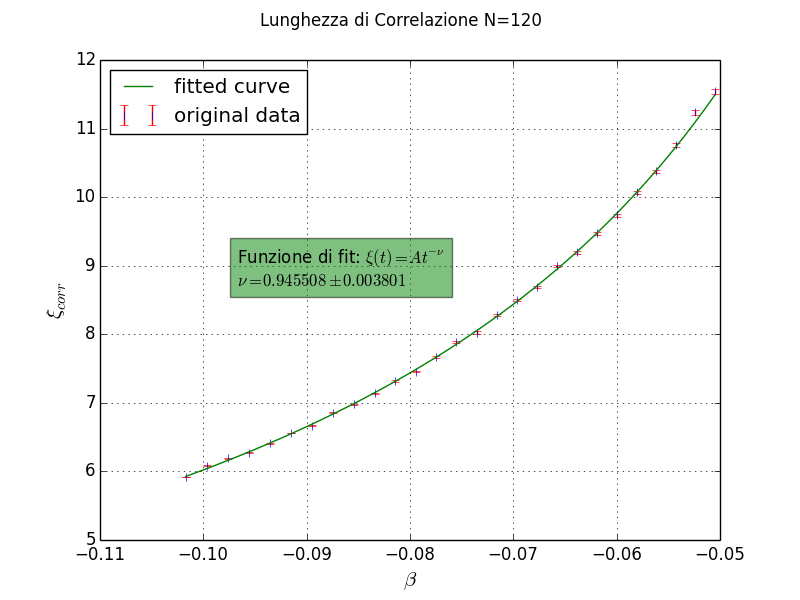 Lunghezza di Correlazione N=120
fitted curve
original data
Funzione di fit: ξ(t)=At^{−ν}
ν=0.945508±0.003801
ξ_{corr}
12
11
10
9
8
7
6
5
−0.11 −0.10 −0.09 −0.08 −0.07 −0.06 −0.05
β